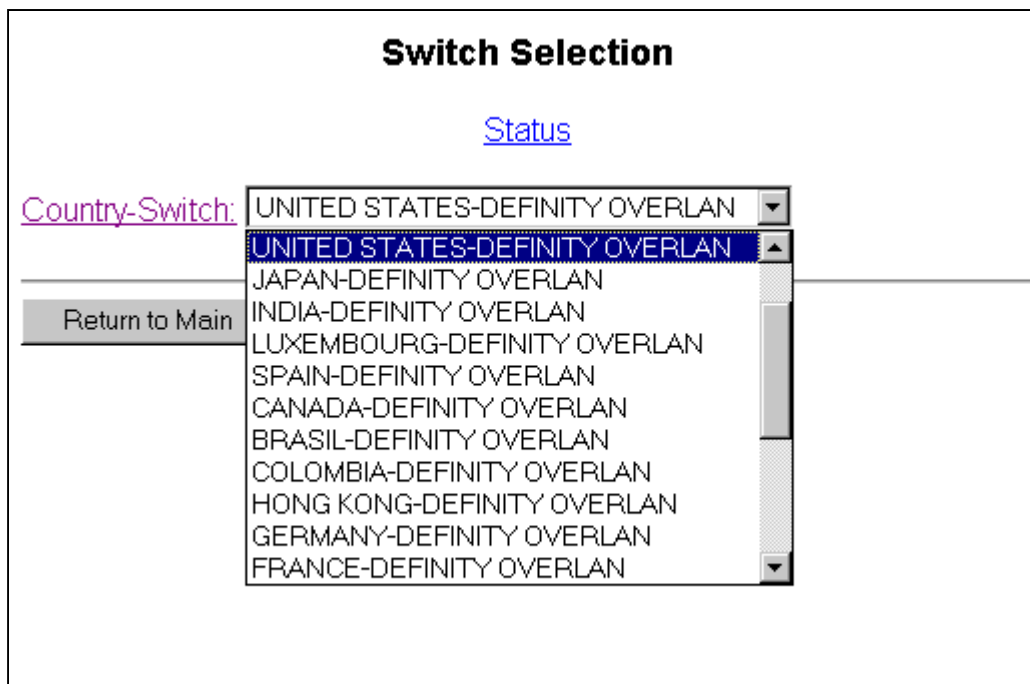 Switch Selection
Status
Country-Switch: UNITED STATES-DEFINITY OVERLAN
UNITED STATES-DEFINITY OVERLAN
JAPAN-DEFINITY OVERLAN
Return to Main
INDIA-DEFINITY OVERLAN
LUXEMBOURG-DEFINITY OVERLAN
SPAIN-DEFINITY OVERLAN
CANADA-DEFINITY OVERLAN
BRASIL-DEFINITY OVERLAN
COLOMBIA-DEFINITY OVERLAN
HONG KONG-DEFINITY OVERLAN
GERMANY-DEFINITY OVERLAN
FRANCE-DEFINITY OVERLAN